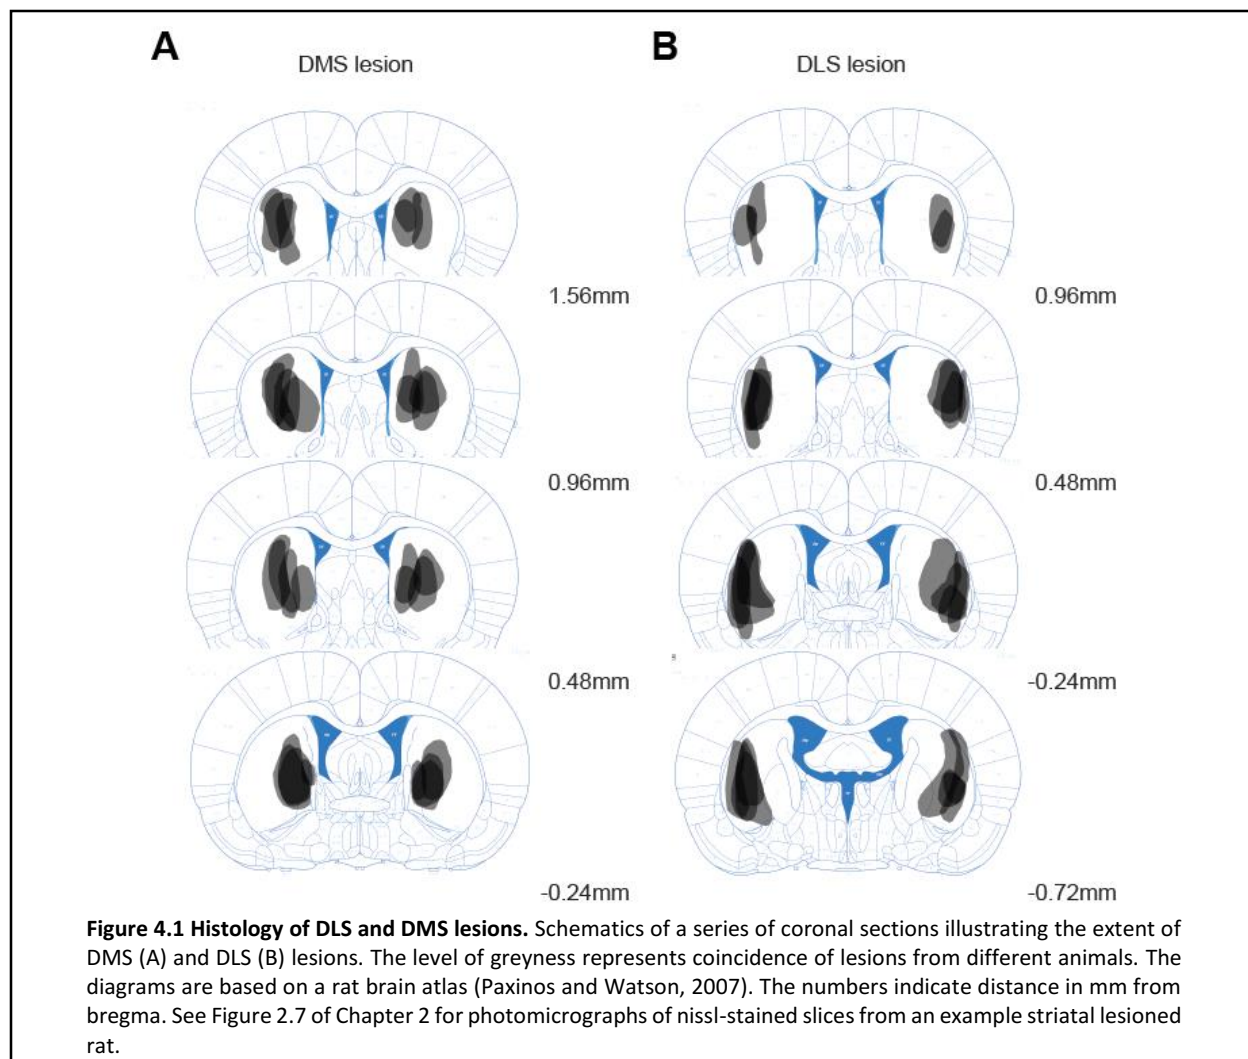 A
DMS lesion
B
DLS lesion
1.56mm
0.96mm
0.96mm
0.48mm
0.48mm
-0.24mm
-0.24mm
-0.72mm
Figure 4.1 Histology of DLS and DMS lesions. Schematics of a series of coronal sections illustrating the extent of
DMS (A) and DLS (B) lesions. The level of greyness represents coincidence of lesions from different animals. The
diagrams are based on a rat brain atlas (Paxinos and Watson, 2007). The numbers indicate distance in mm from
bregma. See Figure 2.7 of Chapter 2 for photomicrographs of nissl-stained slices from an example striatal lesioned
rat.